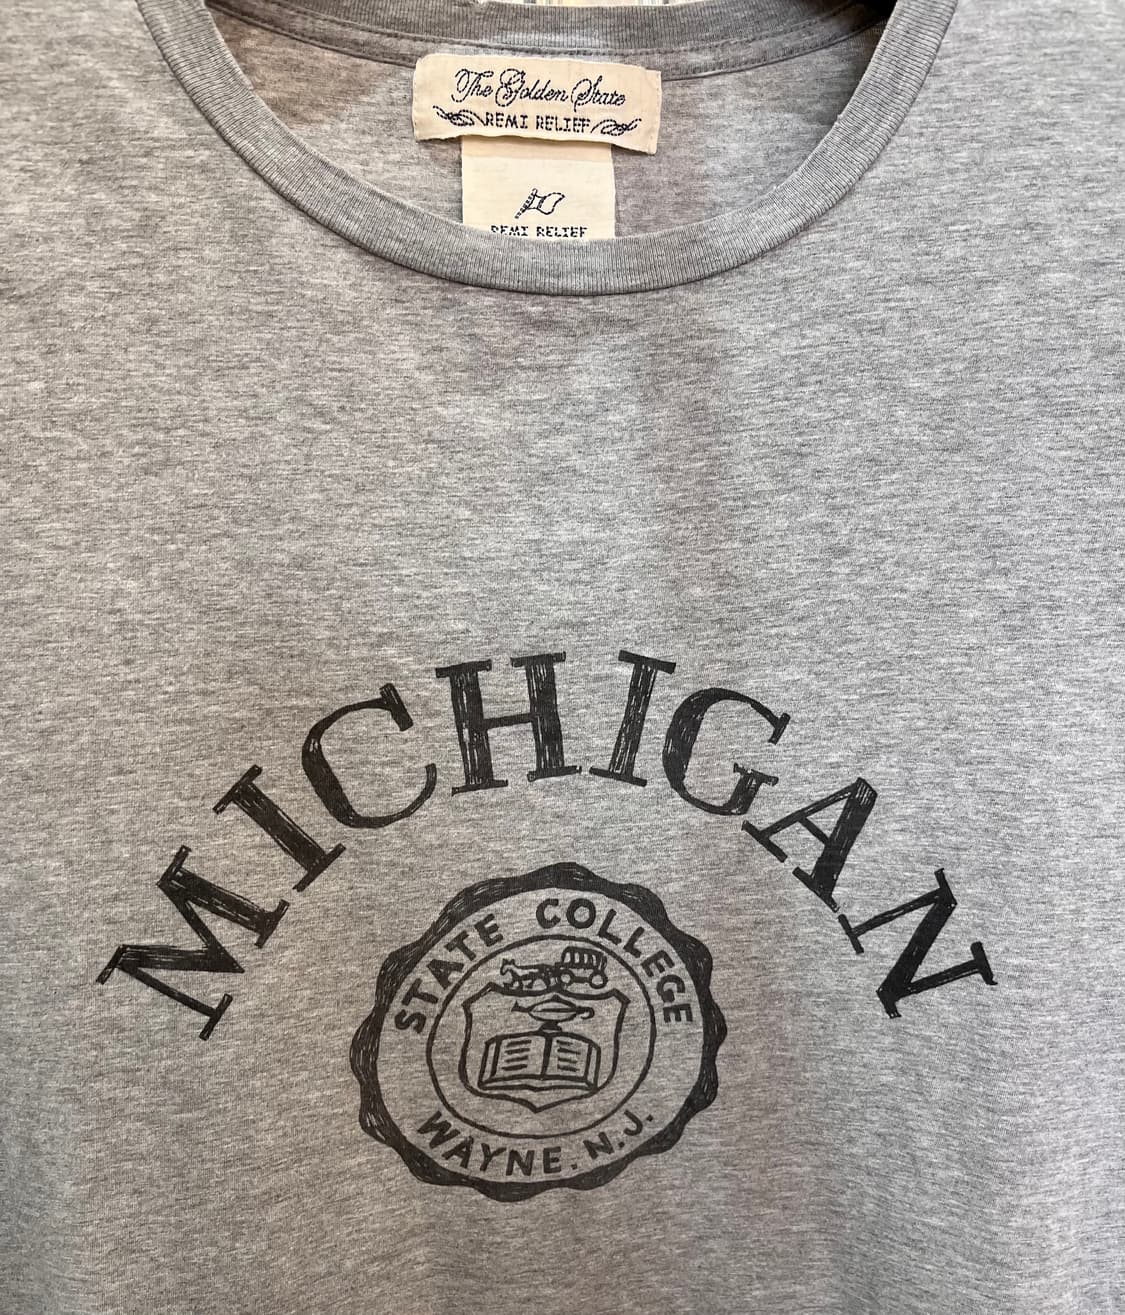 The Golden State
REMI RELIEF
REMI RELIEF
MICHIGAN
STATE COLLEGE
WAYNE. N.J.